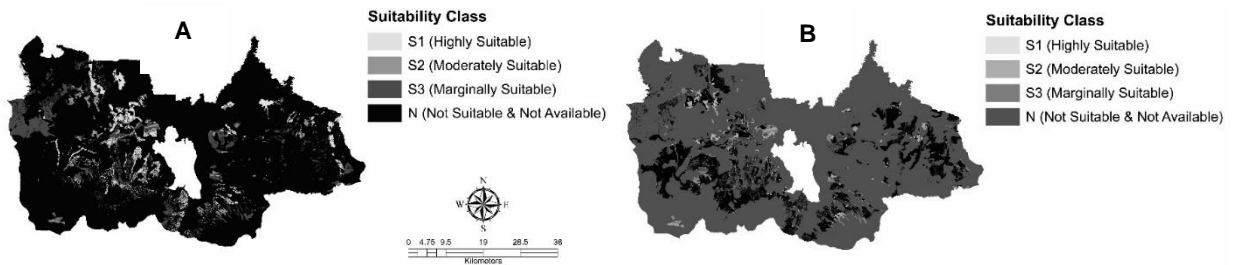 A
Suitability Class
S1 (Highly Suitable)
S2 (Moderately Suitable)
S3 (Marginally Suitable)
N (Not Suitable & Not Available)
N
W E
S
0 4.75 9.5 19 28.5 38
Kilometers
B
Suitability Class
S1 (Highly Suitable)
S2 (Moderately Suitable)
S3 (Marginally Suitable)
N (Not Suitable & Not Available)